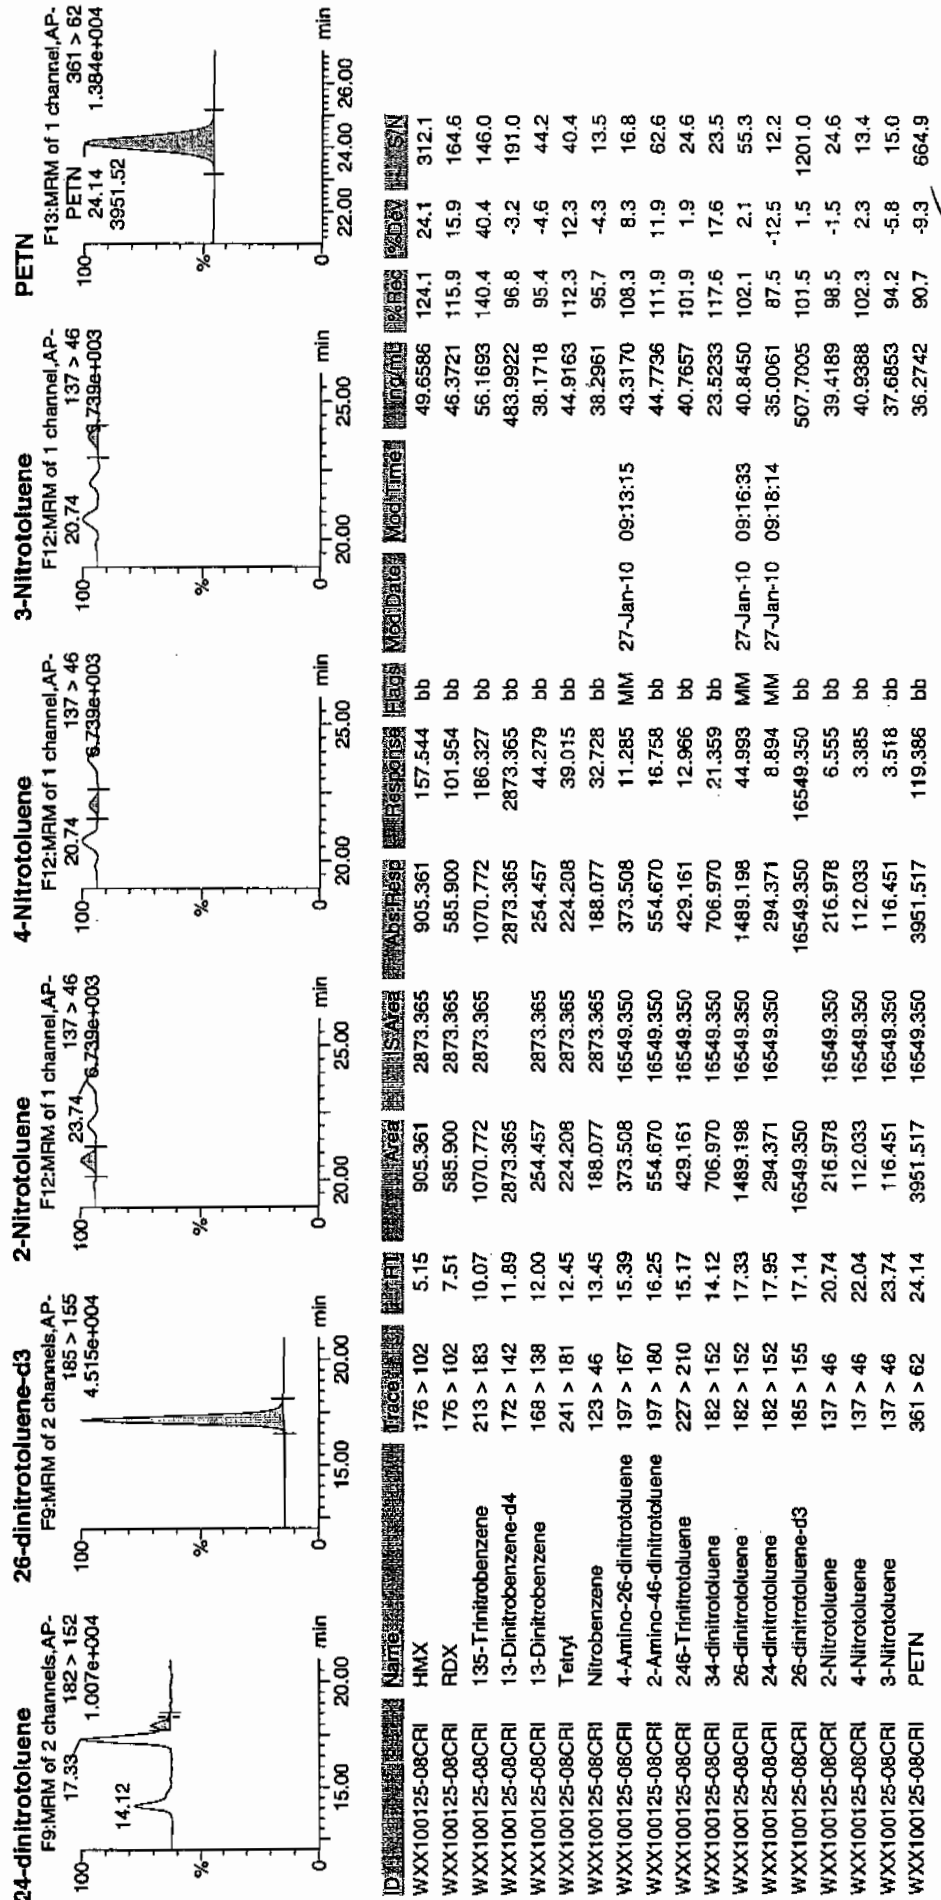 24-dinitrotoluene
F9:MRM of 2 channels,AP-
182 > 152
1.007e+004
17.33
14.12
100
%
0
15.00
20.00
min
26-dinitrotoluene-d3
F9:MRM of 2 channels,AP-
185 > 155
4.515e+004
100
%
0
15.00
20.00
min
2-Nitrotoluene
F12:MRM of 1 channel,AP-
137 > 46
6.739e+003
23.74
100
%
0
20.00
25.00
min
4-Nitrotoluene
F12:MRM of 1 channel,AP-
137 > 46
6.739e+003
20.74
100
%
0
20.00
25.00
min
3-Nitrotoluene
F12:MRM of 1 channel,AP-
137 > 46
6.739e+003
20.74
100
%
0
20.00
25.00
min
PETN
F13:MRM of 1 channel,AP-
361 > 62
1.384e+004
PETN
24.14
3951.52
100
%
0
22.00
24.00
26.00
min
ID Name Trace RT Area IS Area Abs Resp Response Flags Mod Date Mod Time ng/ml %Rec %Dev S/N
WXX100125-08CRI HMX 176 > 102 5.15 905.361 2873.365 905.361 157.544 bb 49.6586 124.1 24.1 312.1
WXX100125-08CRI RDX 176 > 102 7.51 585.900 2873.365 585.900 101.954 bb 46.3721 115.9 15.9 164.6
WXX100125-08CRI 135-Trinitrobenzene 213 > 183 10.07 1070.772 2873.365 1070.772 186.327 bb 56.1693 140.4 40.4 146.0
WXX100125-08CRI 13-Dinitrobenzene-d4 172 > 142 11.89 2873.365 2873.365 2873.365 bb 483.9922 96.8 -3.2 191.0
WXX100125-08CRI 13-Dinitrobenzene 168 > 138 12.00 254.457 2873.365 254.457 44.279 bb 38.1718 95.4 -4.6 44.2
WXX100125-08CRI Tetryl 241 > 181 12.45 224.208 2873.365 224.208 39.015 bb 44.9163 112.3 12.3 40.4
WXX100125-08CRI Nitrobenzene 123 > 46 13.45 188.077 2873.365 188.077 32.728 bb 38.2961 95.7 -4.3 13.5
WXX100125-08CRI 4-Amino-26-dinitrotoluene 197 > 167 15.39 373.508 16549.350 373.508 11.285 MM 27-Jan-10 09:13:15 43.3170 108.3 8.3 16.8
WXX100125-08CRI 2-Amino-46-dinitrotoluene 197 > 180 16.25 554.670 16549.350 554.670 16.758 bb 44.7736 111.9 11.9 62.6
WXX100125-08CRI 246-Trinitrotoluene 227 > 210 15.17 429.161 16549.350 429.161 12.966 bb 40.7657 101.9 1.9 24.6
WXX100125-08CRI 34-dinitrotoluene 182 > 152 14.12 706.970 16549.350 706.970 21.359 bb 23.5233 117.6 17.6 23.5
WXX100125-08CRI 26-dinitrotoluene 182 > 152 17.33 1489.198 16549.350 1489.198 44.993 MM 27-Jan-10 09:16:33 40.8450 102.1 2.1 55.3
WXX100125-08CRI 24-dinitrotoluene 182 > 152 17.95 294.371 16549.350 294.371 8.894 MM 27-Jan-10 09:18:14 35.0061 87.5 -12.5 12.2
WXX100125-08CRI 26-dinitrotoluene-d3 185 > 155 17.14 16549.350 16549.350 16549.350 bb 507.7005 101.5 1.5 1201.0
WXX100125-08CRI 2-Nitrotoluene 137 > 46 20.74 216.978 16549.350 216.978 6.555 bb 39.4189 98.5 -1.5 24.6
WXX100125-08CRI 4-Nitrotoluene 137 > 46 22.04 112.033 16549.350 112.033 3.385 bb 40.9388 102.3 2.3 13.4
WXX100125-08CRI 3-Nitrotoluene 137 > 46 23.74 116.451 16549.350 116.451 3.518 bb 37.6853 94.2 -5.8 15.0
WXX100125-08CRI PETN 361 > 62 24.14 3951.517 16549.350 3951.517 119.386 bb 36.2742 90.7 -9.3 664.9